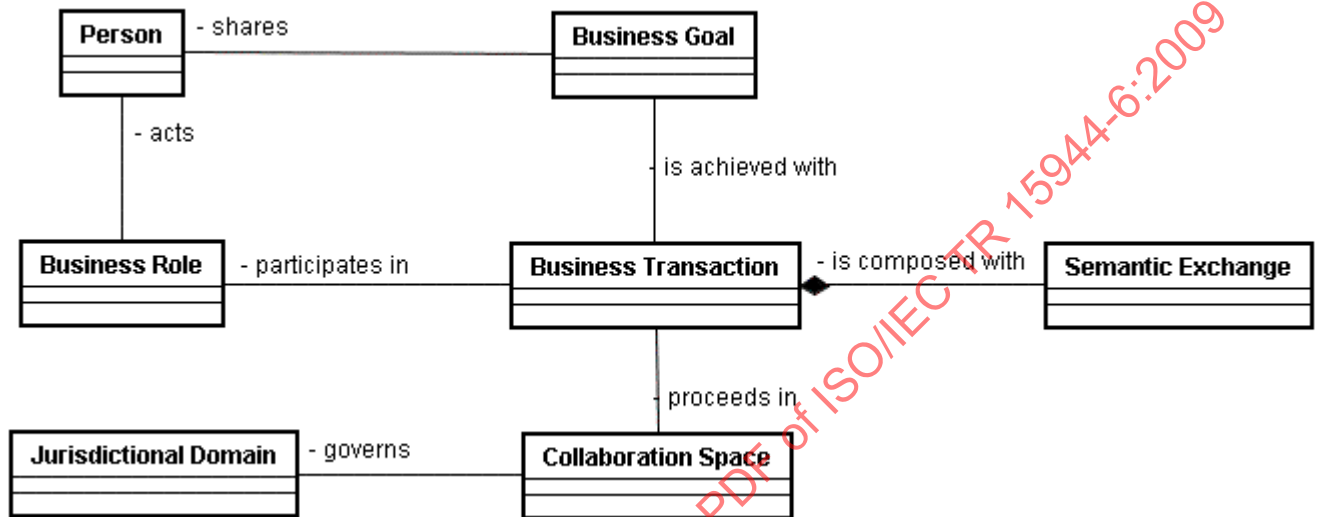 Person
- shares
Business Goal
- acts
- is achieved with
Business Role
- participates in
Business Transaction
- is composed with
Semantic Exchange
- proceeds in
Jurisdictional Domain
- governs
Collaboration Space
PDF of ISO/IEC TR 15944-6:2009